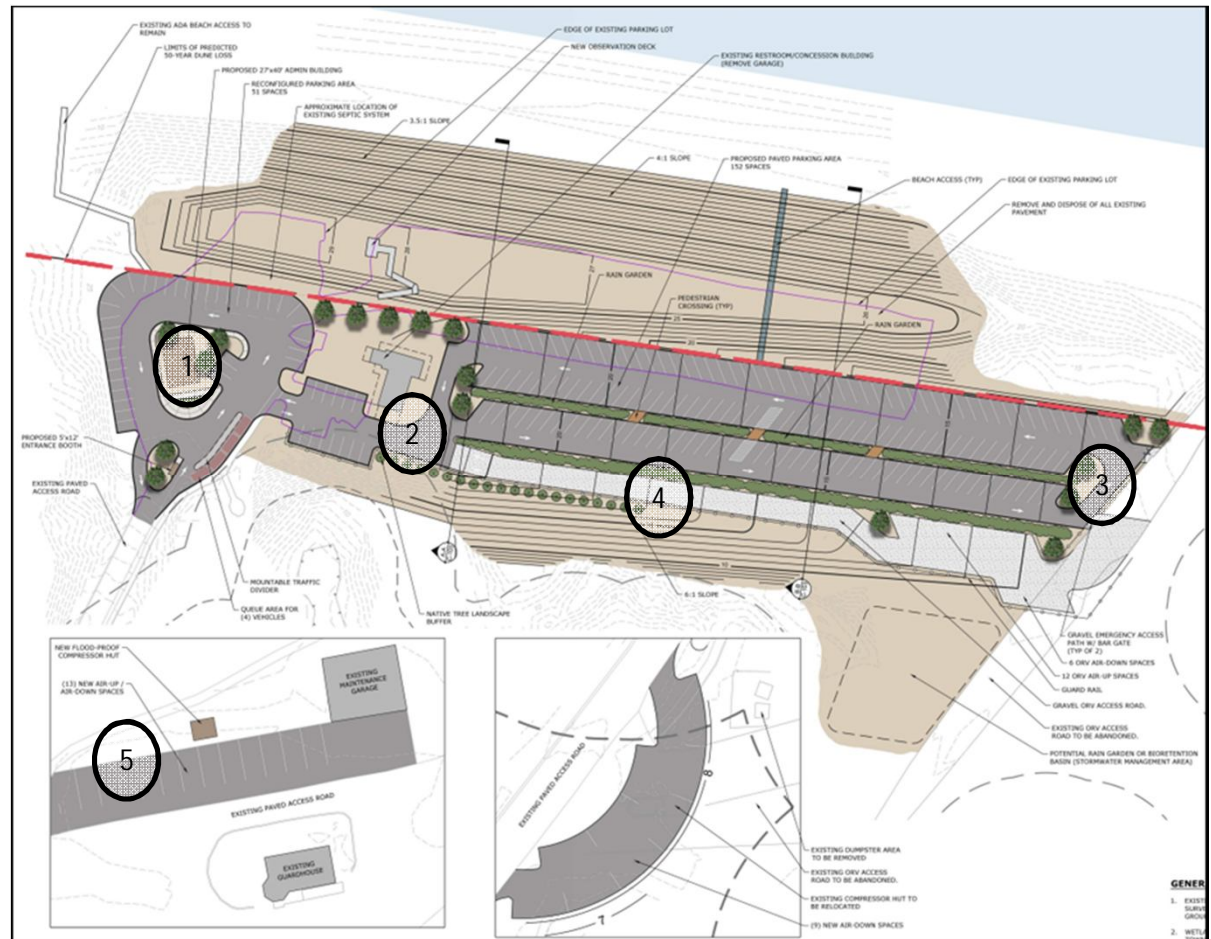 EXISTING ADA BEACH ACCESS TO
REMAIN
LIMITS OF PREDICTED
50-YEAR DUNE LOSS
PROPOSED 27'x40' ADMIN BUILDING
RECONFIGURED PARKING AREA
51 SPACES
APPROXIMATE LOCATION OF
EXISTING SEPTIC SYSTEM
3.5:1 SLOPE
EDGE OF EXISTING PARKING LOT
NEW OBSERVATION DECK
EXISTING RESTROOM/CONCESSION BUILDING
(REMOVE GARAGE)
4:1 SLOPE
PROPOSED PAVED PARKING AREA
152 SPACES
BEACH ACCESS (TYP)
EDGE OF EXISTING PARKING LOT
REMOVE AND DISPOSE OF ALL EXISTING
PAVEMENT
RAIN GARDEN
PEDESTRIAN
CROSSING (TYP)
RAIN GARDEN
25
20
1
2
3
4
PROPOSED 5'x12'
ENTRANCE BOOTH
EXISTING PAVED
ACCESS ROAD
MOUNTABLE TRAFFIC
DIVIDER
QUEUE AREA FOR
(4) VEHICLES
NATIVE TREE LANDSCAPE
BUFFER
6:1 SLOPE
10
GRAVEL EMERGENCY ACCESS
PATH W/ BAR GATE
(TYP OF 2)
6 ORV AIR-DOWN SPACES
12 ORV AIR-UP SPACES
GUARD RAIL
GRAVEL ORV ACCESS ROAD.
EXISTING ORV ACCESS
ROAD TO BE ABANDONED.
POTENTIAL RAIN GARDEN OR BIORETENTION
BASIN (STORMWATER MANAGEMENT AREA)
NEW FLOOD-PROOF
COMPRESSOR HUT
(13) NEW AIR-UP /
AIR-DOWN SPACES
EXISTING
MAINTENANCE
GARAGE
5
EXISTING PAVED ACCESS ROAD
EXISTING
GUARDHOUSE
EXISTING PAVED ACCESS ROAD
8
7
EXISTING DUMPSTER AREA
TO BE REMOVED
EXISTING ORV ACCESS
ROAD TO BE ABANDONED.
EXISTING COMPRESSOR HUT TO
BE RELOCATED
(9) NEW AIR-DOWN SPACES
GENER
1. EXIST
SURVE
GROU
2. WETLA